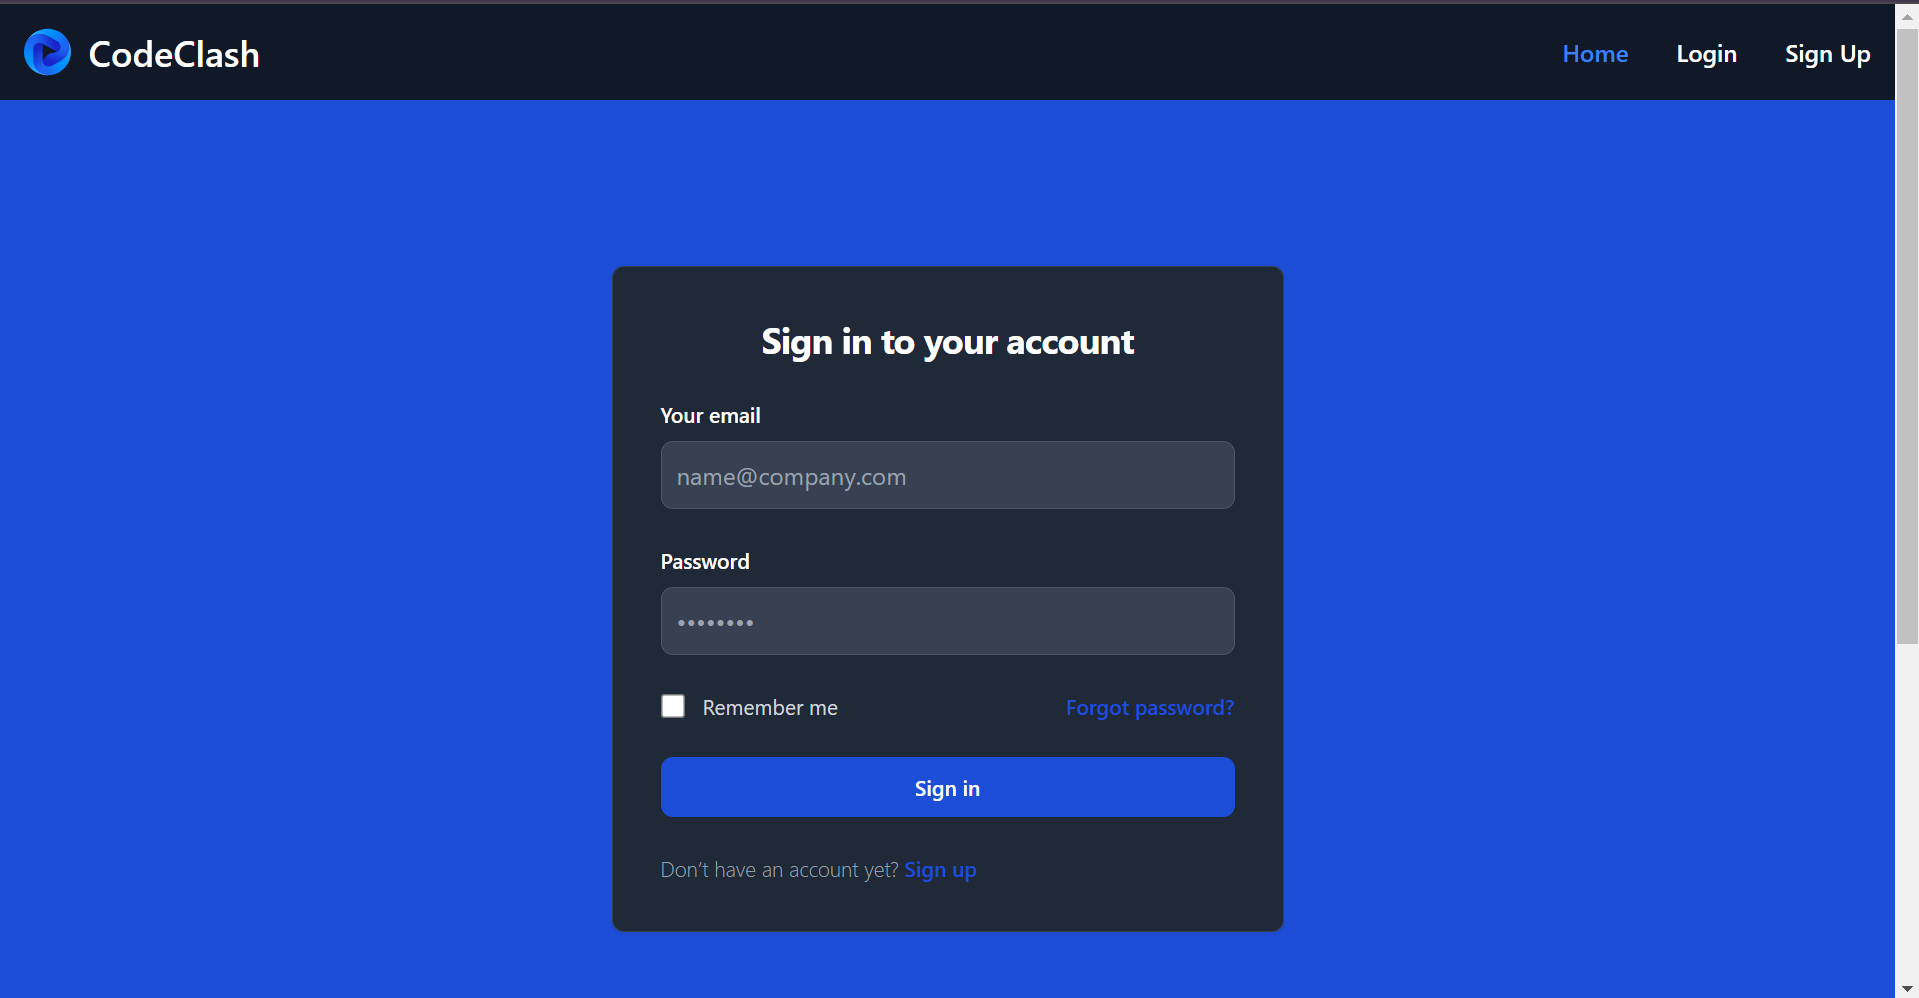 CodeClash
Home Login Sign Up
Sign in to your account
Your email
name@company.com
Password
••••••••
Remember me Forgot password?
Sign in
Don’t have an account yet? Sign up